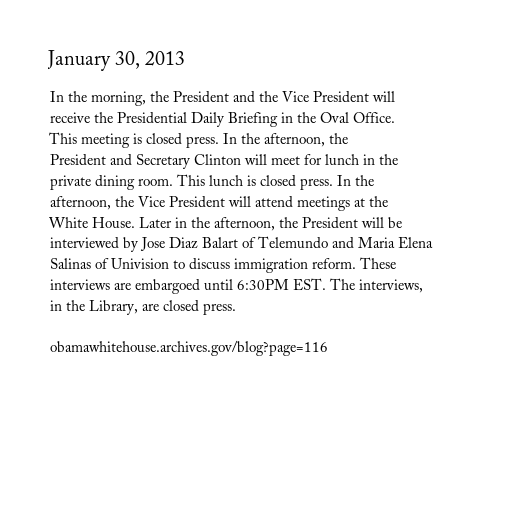 January 30, 2013
In the morning, the President and the Vice President will
receive the Presidential Daily Briefing in the Oval Office.
This meeting is closed press. In the afternoon, the
President and Secretary Clinton will meet for lunch in the
private dining room. This lunch is closed press. In the
afternoon, the Vice President will attend meetings at the
White House. Later in the afternoon, the President will be
interviewed by Jose Diaz Balart of Telemundo and Maria Elena
Salinas of Univision to discuss immigration reform. These
interviews are embargoed until 6:30PM EST. The interviews,
in the Library, are closed press.
obamawhitehouse.archives.gov/blog?page=116